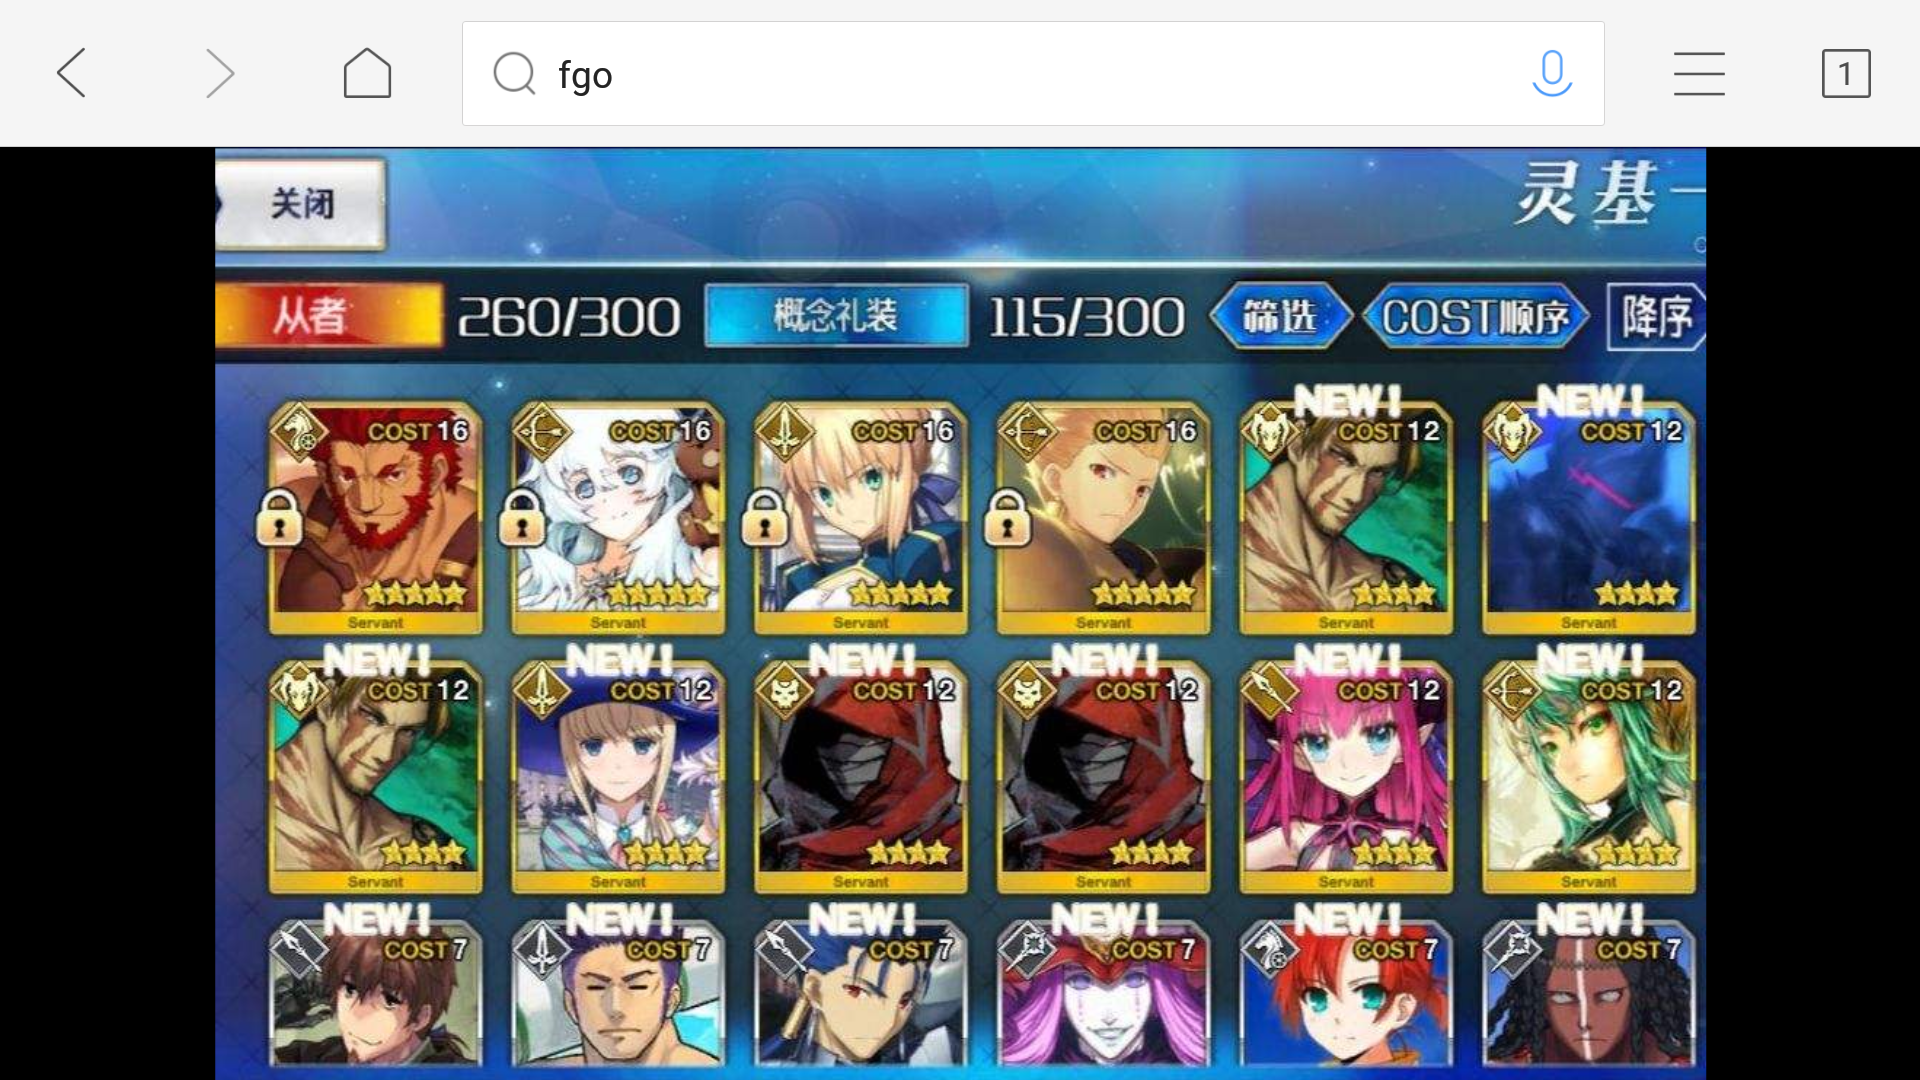 fgo
1
关闭
灵基一
从者 260/300 概念礼装 115/300 筛选 COST顺序 降序
NEW! NEW!
COST 16 COST 16 COST 16 COST 16 COST 12 COST 12
Servant Servant Servant Servant Servant Servant
NEW! NEW! NEW! NEW! NEW! NEW!
COST 12 COST 12 COST 12 COST 12 COST 12 COST 12
Servant Servant Servant Servant Servant Servant
NEW! NEW! NEW! NEW! NEW! NEW!
COST 7 COST 7 COST 7 COST 7 COST 7 COST 7